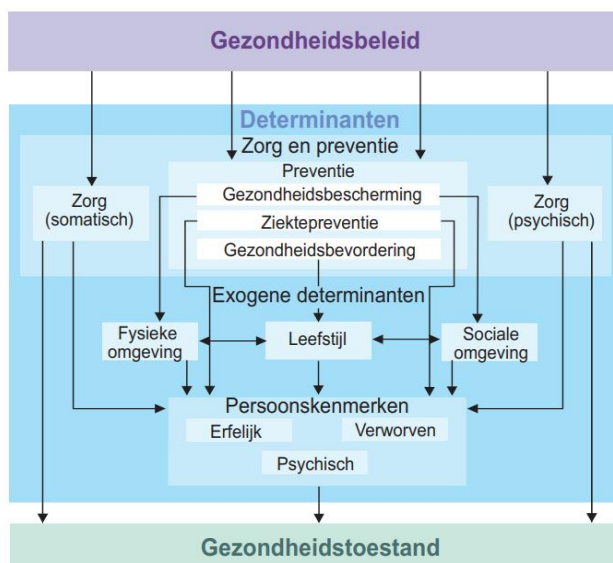 Gezondheidsbeleid
Determinanten
Zorg en preventie
Preventie
Gezondheidsbescherming
Zorg
(somatisch)
Ziektepreventie
Zorg
(psychisch)
Gezondheidsbevordering
Exogene determinanten
Fysieke
omgeving
Leefstijl
Sociale
omgeving
Persoonskenmerken
Erfelijk
Verworven
Psychisch
Gezondheidstoestand